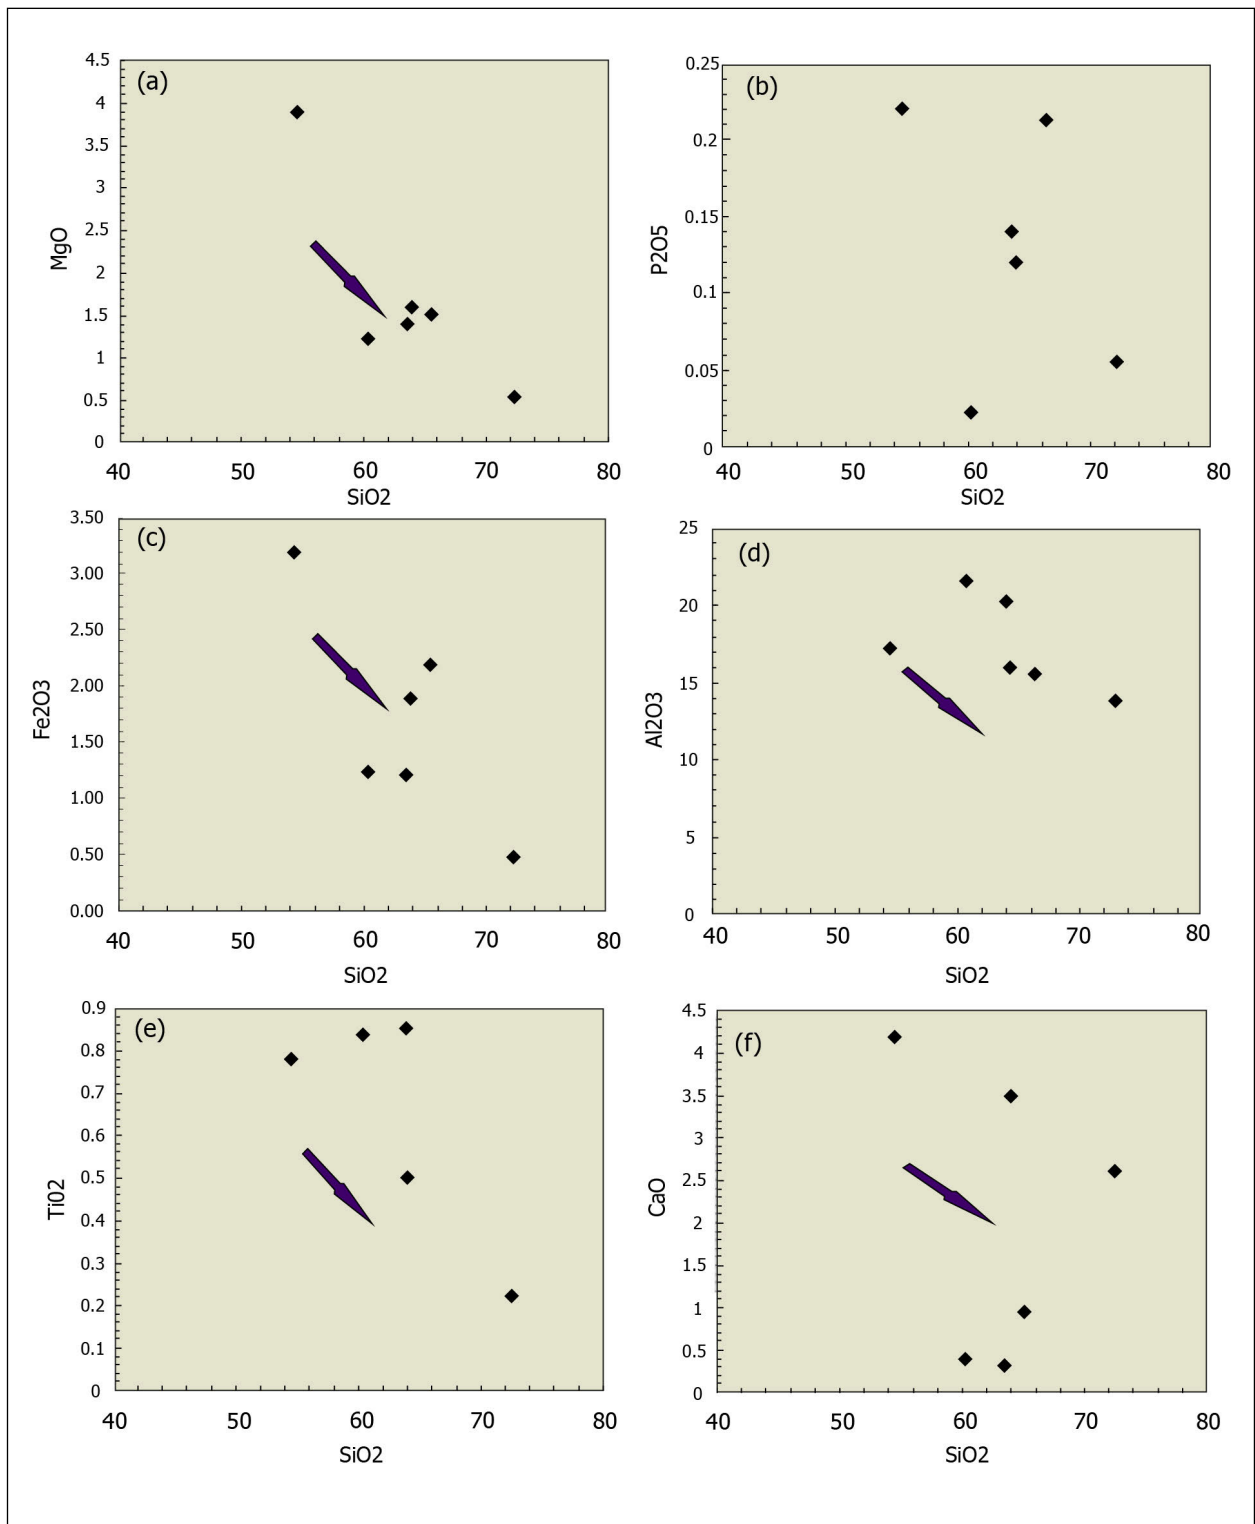 (a)
4.5
4
3.5
3
2.5
2
1.5
1
0.5
0
MgO
40 50 60 70 80
SiO2
(b)
0.25
0.2
0.15
0.1
0.05
0
P2O5
40 50 60 70 80
SiO2
(c)
3.50
3.00
2.50
2.00
1.50
1.00
0.50
0.00
Fe2O3
40 50 60 70 80
SiO2
(d)
25
20
15
10
5
0
Al2O3
40 50 60 70 80
SiO2
(e)
0.9
0.8
0.7
0.6
0.5
0.4
0.3
0.2
0.1
0
Ti02
40 50 60 70 80
SiO2
(f)
4.5
4
3.5
3
2.5
2
1.5
1
0.5
0
CaO
40 50 60 70 80
SiO2